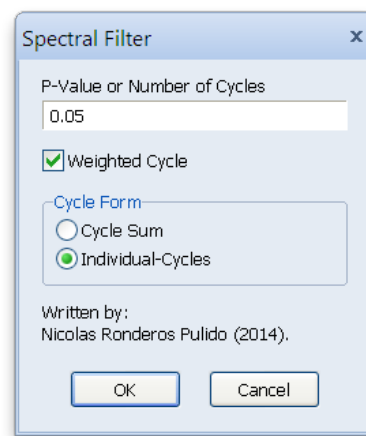 Spectral Filter x
P-Value or Number of Cycles
0.05
Weighted Cycle
Cycle Form
Cycle Sum
Individual-Cycles
Written by:
Nicolas Ronderos Pulido (2014).
OK Cancel